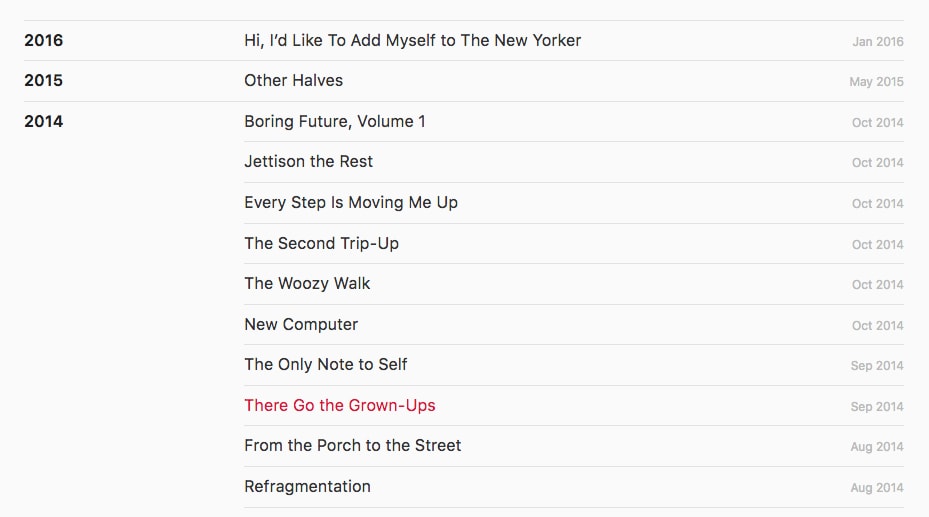 2016 Hi, I’d Like To Add Myself to The New Yorker Jan 2016
2015 Other Halves May 2015
2014 Boring Future, Volume 1 Oct 2014
Jettison the Rest Oct 2014
Every Step Is Moving Me Up Oct 2014
The Second Trip-Up Oct 2014
The Woozy Walk Oct 2014
New Computer Oct 2014
The Only Note to Self Sep 2014
There Go the Grown-Ups Sep 2014
From the Porch to the Street Aug 2014
Refragmentation Aug 2014